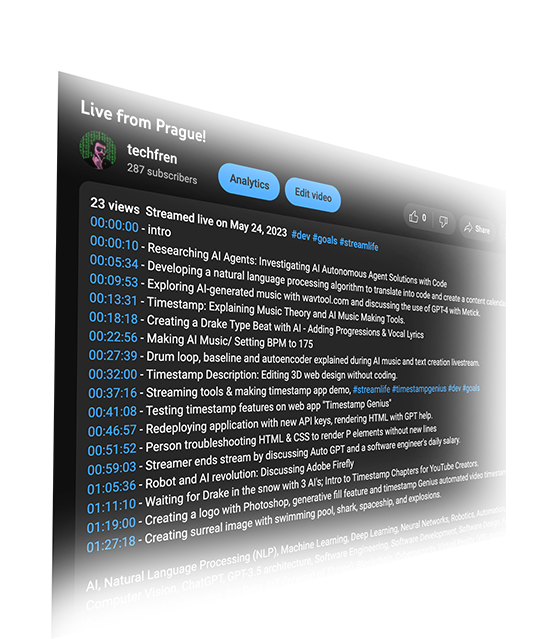 Live from Prague!
techfren
287 subscribers
Analytics
Edit video
0
Share
23 views Streamed live on May 24, 2023 #dev #goals #streamlife
00:00:00 - intro
00:00:10 - Researching AI Agents: Investigating AI Autonomous Agent Solutions with Code
00:05:34 - Developing a natural language processing algorithm to translate into code and create a content calendar
00:09:53 - Exploring AI-generated music with wavtool.com and discussing the use of GPT-4 with Metick.
00:13:31 - Timestamp: Explaining Music Theory and AI Music Making Tools.
00:18:18 - Creating a Drake Type Beat with AI - Adding Progressions & Vocal Lyrics
00:22:56 - Making AI Music/ Setting BPM to 175
00:27:39 - Drum loop, baseline and autoencoder explained during AI music and text creation livestream.
00:32:00 - Timestamp Description: Editing 3D web design without coding.
00:37:16 - Streaming tools & making timestamp app demo, #streamlife #timestampgenius #dev #goals
00:41:08 - Testing timestamp features on web app "Timestamp Genius"
00:46:57 - Redeploying application with new API keys, rendering HTML with GPT help.
00:51:52 - Person troubleshooting HTML & CSS to render P elements without new lines
00:59:03 - Streamer ends stream by discussing Auto GPT and a software engineer's daily salary.
01:05:36 - Robot and AI revolution: Discussing Adobe Firefly
01:11:10 - Waiting for Drake in the snow with 3 AI's; Intro to Timestamp Chapters for YouTube Creators.
01:19:00 - Creating a logo with Photoshop, generative fill feature and timestamp Genius automated video timestamp
01:27:18 - Creating surreal image with swimming pool, shark, spaceship, and explosions.
AI, Natural Language Processing (NLP), Machine Learning, Deep Learning, Neural Networks, Robotics,
Computer Vision, ChatGPT, GPT-3.5 architecture, Software Engineering, Software Development, Software Design,